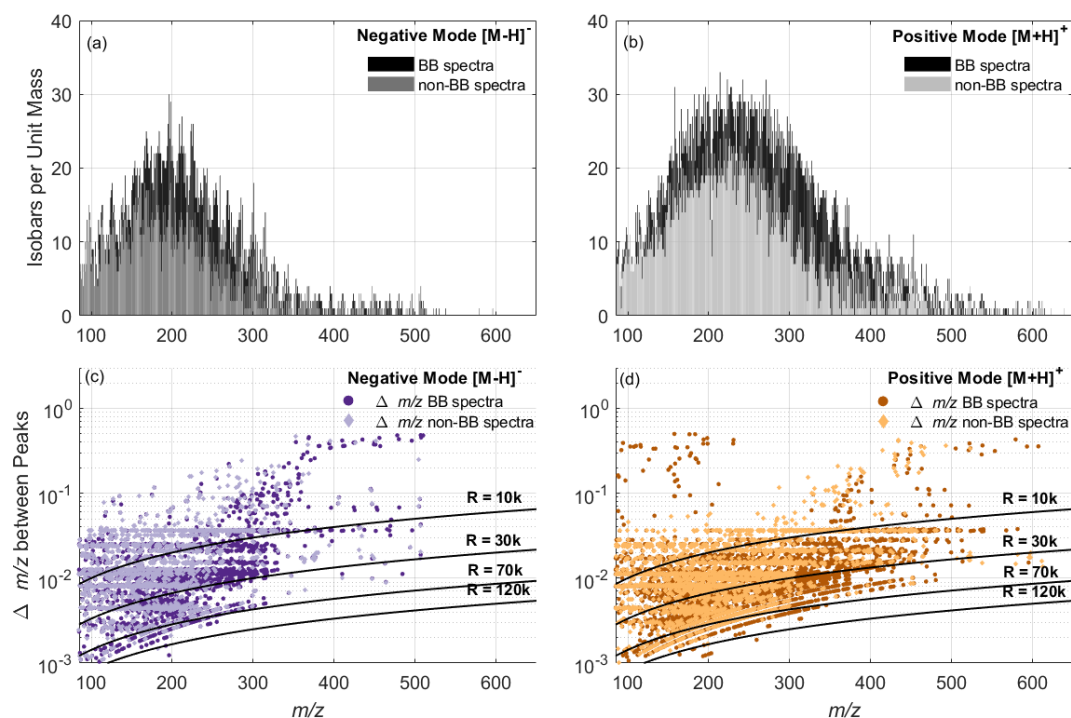 (a)
Negative Mode [M-H]⁻
BB spectra
non-BB spectra
Isobars per Unit Mass
40
30
20
10
0
100 200 300 400 500 600
(b)
Positive Mode [M+H]⁺
BB spectra
non-BB spectra
40
30
20
10
0
100 200 300 400 500 600
(c)
Negative Mode [M-H]⁻
Δ m/z BB spectra
Δ m/z non-BB spectra
Δ m/z between Peaks
10⁰
10⁻¹
10⁻²
10⁻³
R = 10k
R = 30k
R = 70k
R = 120k
100 200 300 400 500 600
m/z
(d)
Positive Mode [M+H]⁺
Δ m/z BB spectra
Δ m/z non-BB spectra
10⁰
10⁻¹
10⁻²
10⁻³
R = 10k
R = 30k
R = 70k
R = 120k
100 200 300 400 500 600
m/z